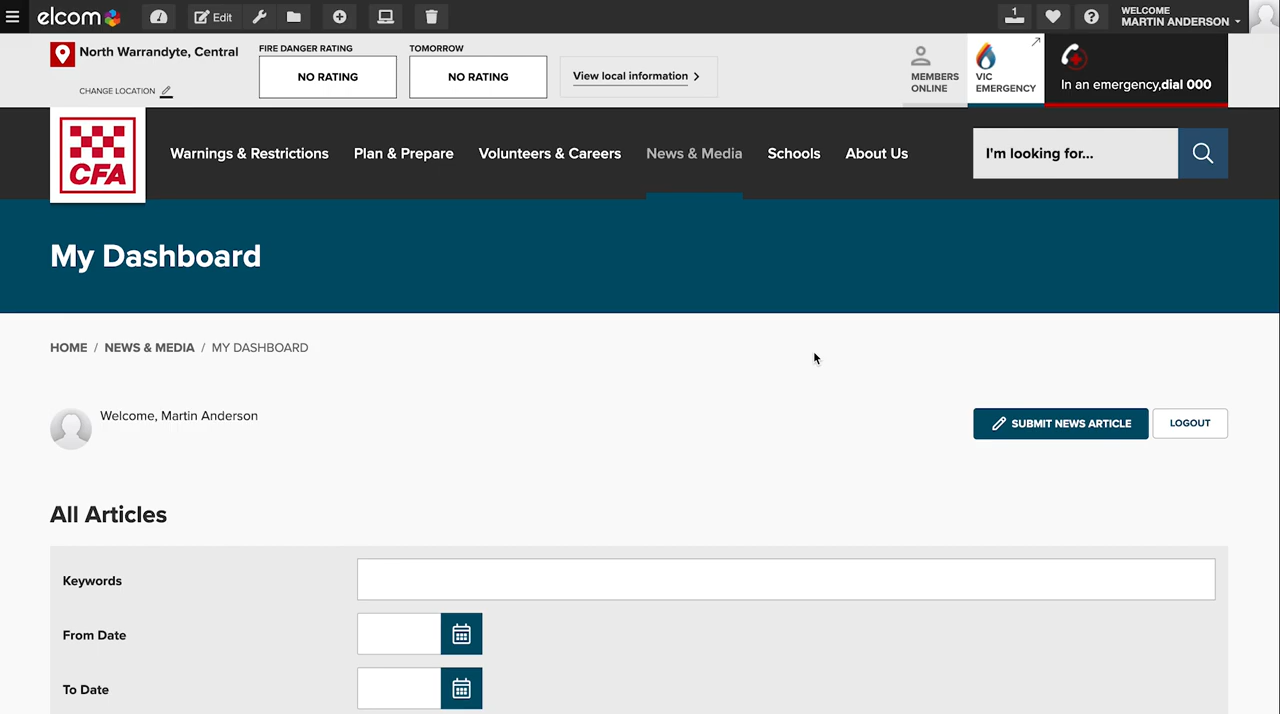 elcom
Edit
1
WELCOME
MARTIN ANDERSON
North Warrandyte, Central
CHANGE LOCATION
FIRE DANGER RATING
NO RATING
TOMORROW
NO RATING
View local information
MEMBERS
ONLINE
VIC
EMERGENCY
In an emergency,dial 000
CFA
Warnings & Restrictions
Plan & Prepare
Volunteers & Careers
News & Media
Schools
About Us
I'm looking for...
My Dashboard
HOME / NEWS & MEDIA / MY DASHBOARD
Welcome, Martin Anderson
SUBMIT NEWS ARTICLE
LOGOUT
All Articles
Keywords
From Date
To Date